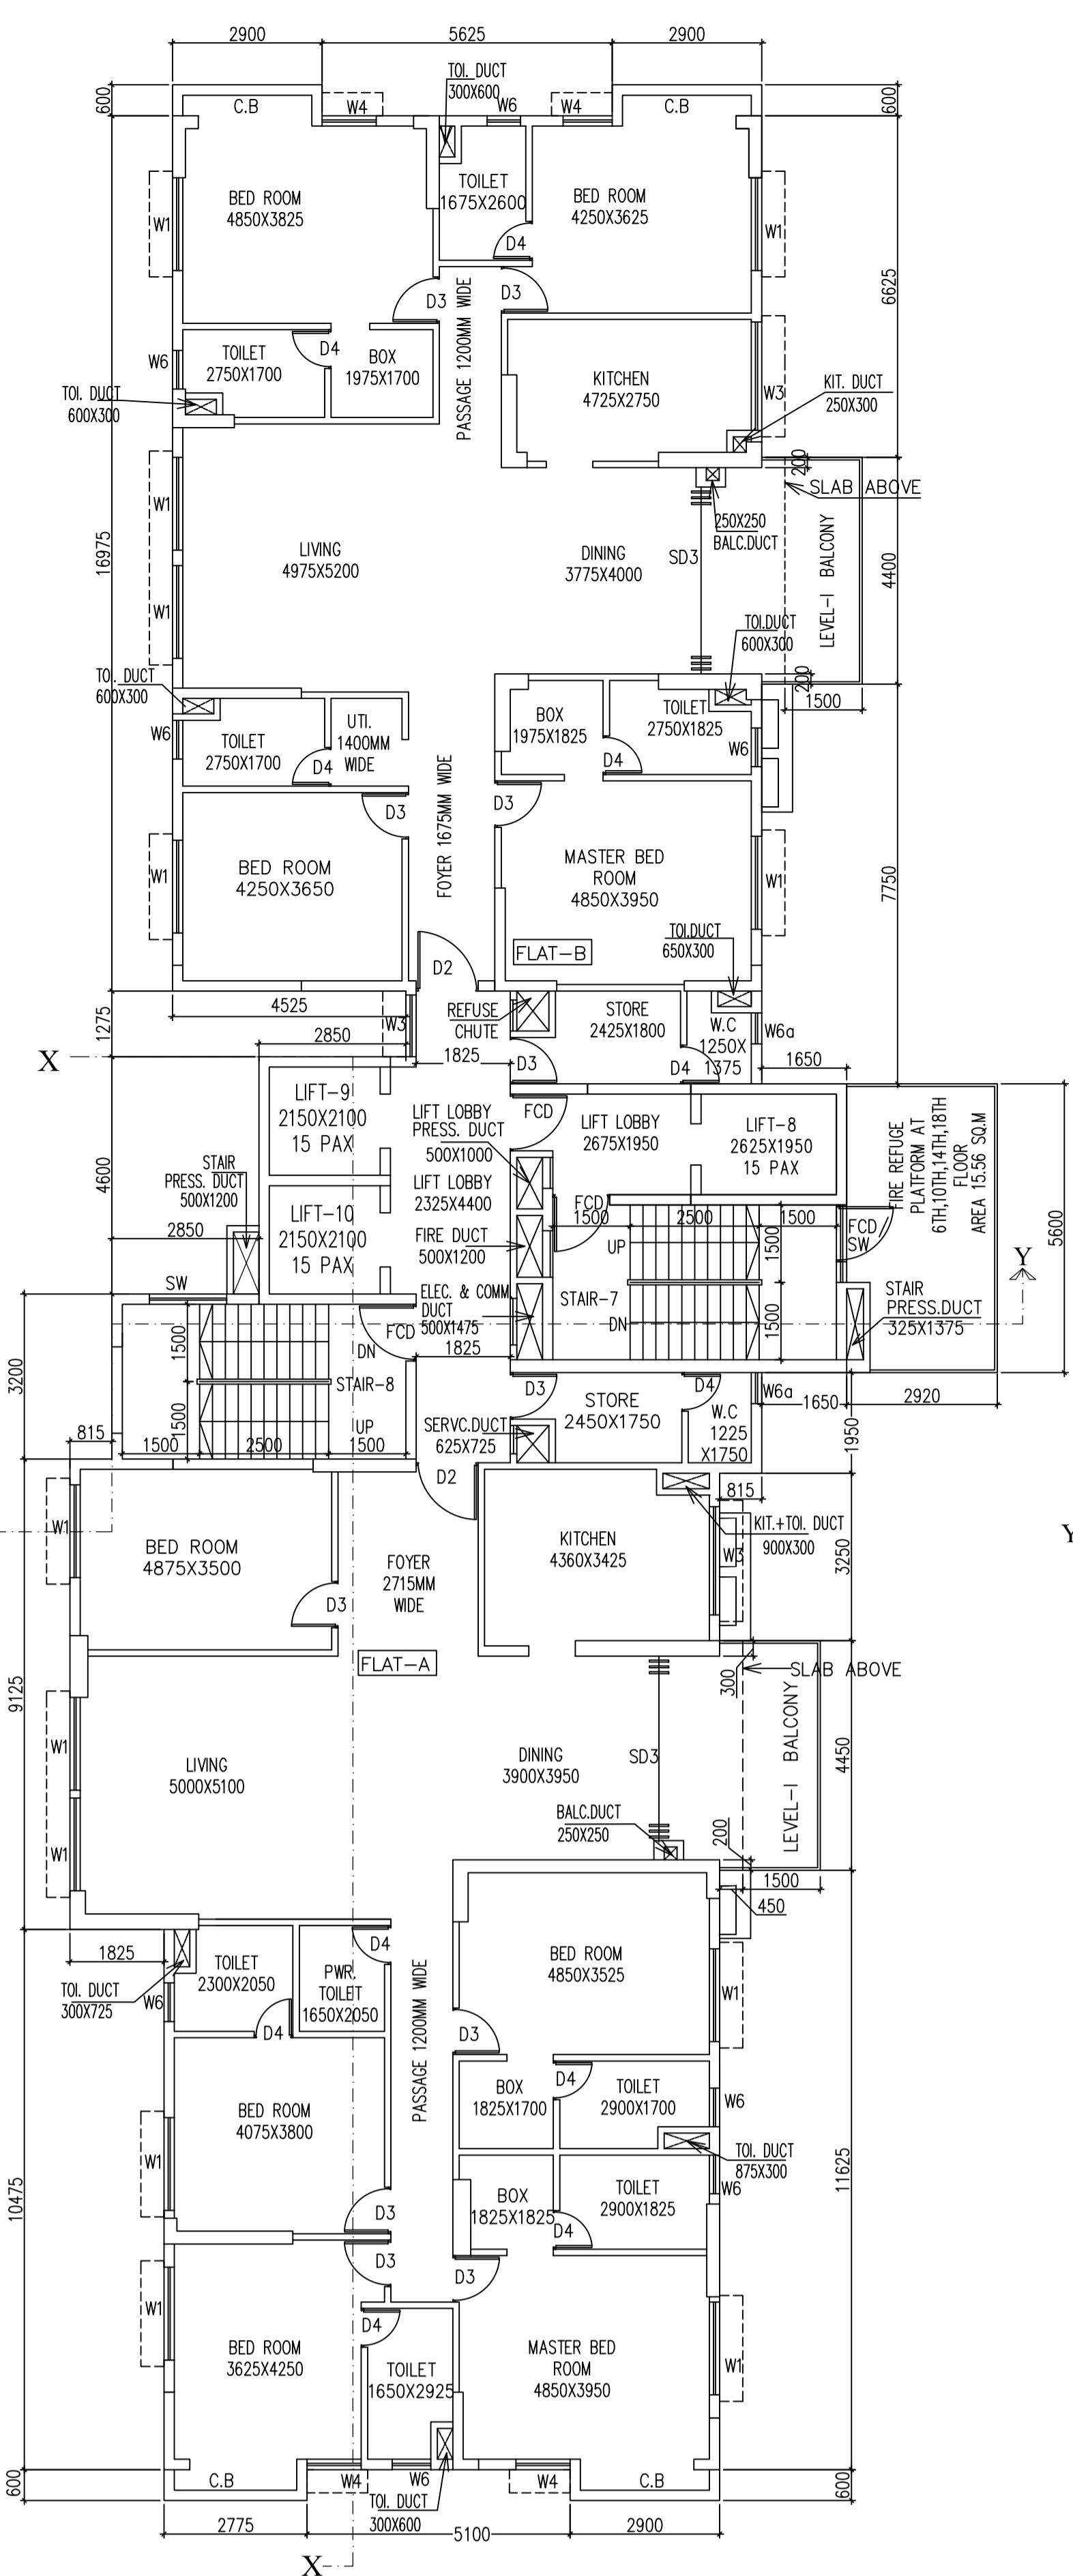 2900
5625
2900
TOI. DUCT
300X600
600
C.B
W4
W6
W4
C.B
600
BED ROOM
4850X3825
TOILET
1675X2600
BED ROOM
4250X3625
W1
D4
W1
6625
D3
D3
PASSAGE 1200MM WIDE
W6
TOILET
2750X1700
D4
BOX
1975X1700
KITCHEN
4725X2750
W3
KIT. DUCT
250X300
TOI. DUCT
600X300
200
SLAB ABOVE
W1
250X250
BALC.DUCT
16975
LIVING
4975X5200
DINING
3775X4000
SD3
LEVEL-I BALCONY
4400
W1
TOI.DUCT
600X300
TOI. DUCT
600X300
200
1500
W6
TOILET
2750X1700
D4
UTI.
1400MM
WIDE
BOX
1975X1825
TOILET
2750X1825
D4
W6
D3
D3
FOYER 1675MM WIDE
W1
BED ROOM
4250X3650
MASTER BED
ROOM
4850X3950
W1
7750
FLAT-B
TOI.DUCT
650X300
D2
4525
1275
W3
REFUSE
CHUTE
STORE
2425X1800
W.C
1250X
1375
W6a
2850
1825
D3
D4
1650
X
LIFT-9
2150X2100
15 PAX
LIFT LOBBY
PRESS. DUCT
500X1000
FCD
LIFT LOBBY
2675X1950
LIFT-8
2625X1950
15 PAX
FIRE REFUGE
PLATFORM AT
6TH,10TH,14TH,18TH
FLOOR
AREA 15.56 SQ.M
4600
STAIR
PRESS. DUCT
500X1200
LIFT LOBBY
2325X4400
FCD
2850
LIFT-10
2150X2100
15 PAX
FIRE DUCT
500X1200
1500
2500
1500
UP
1500
FCD
SW
5600
Y
SW
ELEC. & COMM.
DUCT
500X1475
STAIR-7
DN
1500
STAIR
PRESS.DUCT
325X1375
3200
1500
FCD
DN
1825
STAIR-8
1500
UP
D3
STORE
2450X1750
D4
W6a
1650
2920
815
1500
2500
1500
SERVC.DUCT
625X725
W.C
1225
X1750
1950
D2
815
W1
BED ROOM
4875X3500
FOYER
2715MM
WIDE
KITCHEN
4360X3425
KIT.+TOI. DUCT
900X300
W3
3250
Y
D3
FLAT-A
300
SLAB ABOVE
9125
W1
LIVING
5000X5100
DINING
3900X3950
SD3
LEVEL-I BALCONY
4450
BALC.DUCT
250X250
W1
200
1500
450
1825
D4
TOI. DUCT
300X725
W6
TOILET
2300X2050
PWR.
TOILET
1650X2050
D4
BED ROOM
4850X3525
W1
PASSAGE 1200MM WIDE
D3
BED ROOM
4075X3800
BOX
1825X1700
D4
TOILET
2900X1700
W6
W1
TOI. DUCT
875X300
10475
BOX
1825X1825
D4
TOILET
2900X1825
W6
11625
D3
D3
D3
W1
D4
BED ROOM
3625X4250
TOILET
1650X2925
MASTER BED
ROOM
4850X3950
W1
600
C.B
W4
W6
W4
C.B
600
TOI. DUCT
300X600
2775
5100
2900
X